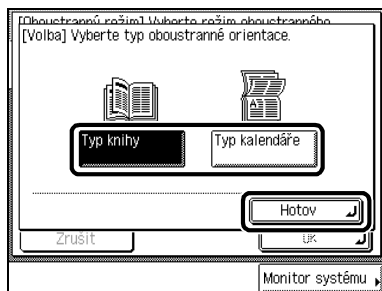 [Oboustranný režim] Vyberte režim oboustranného
[Volba] Vyberte typ oboustranné orientace.
Typ knihy
Typ kalendáře
Hotov
Zrušit
OK
Monitor systému